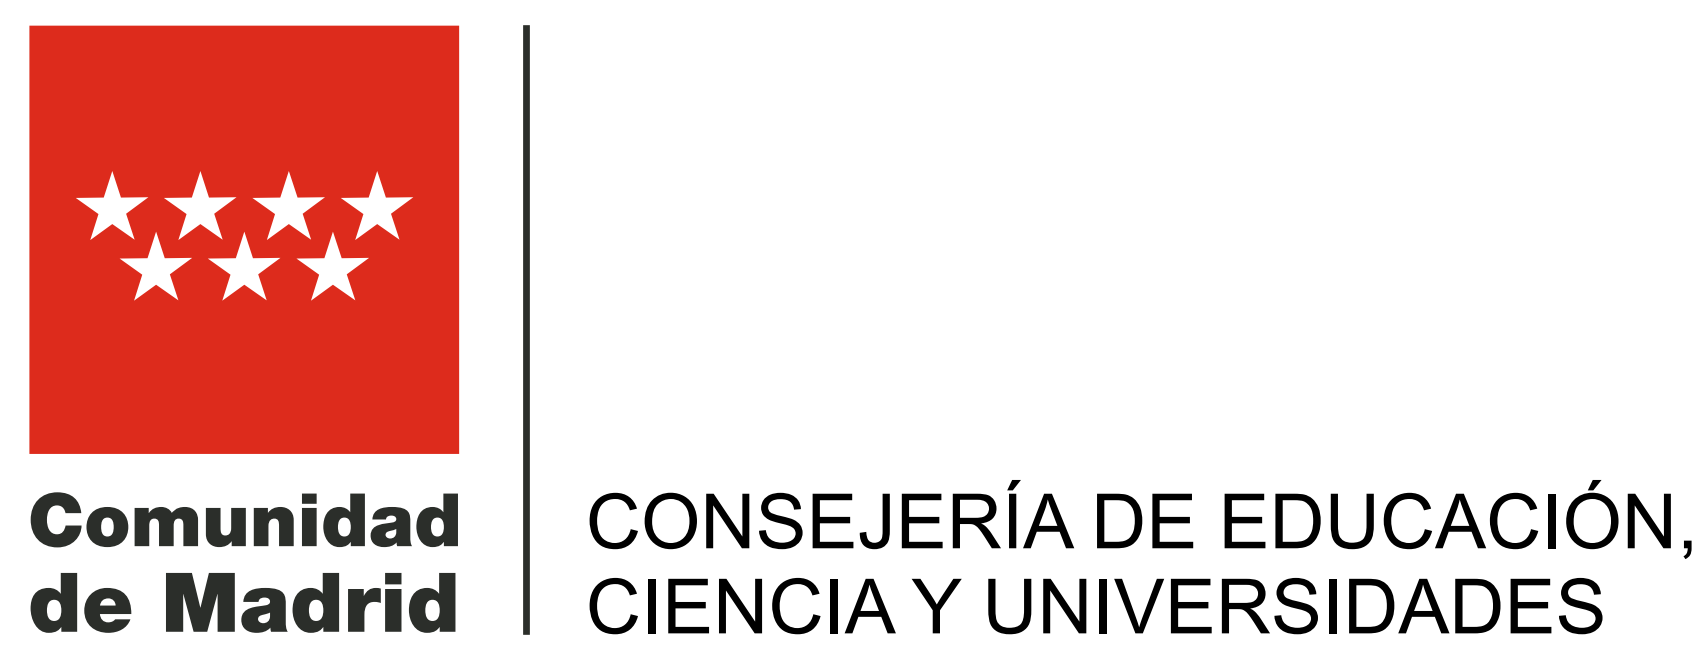 Comunidad
de Madrid
CONSEJERÍA DE EDUCACIÓN,
CIENCIA Y UNIVERSIDADES